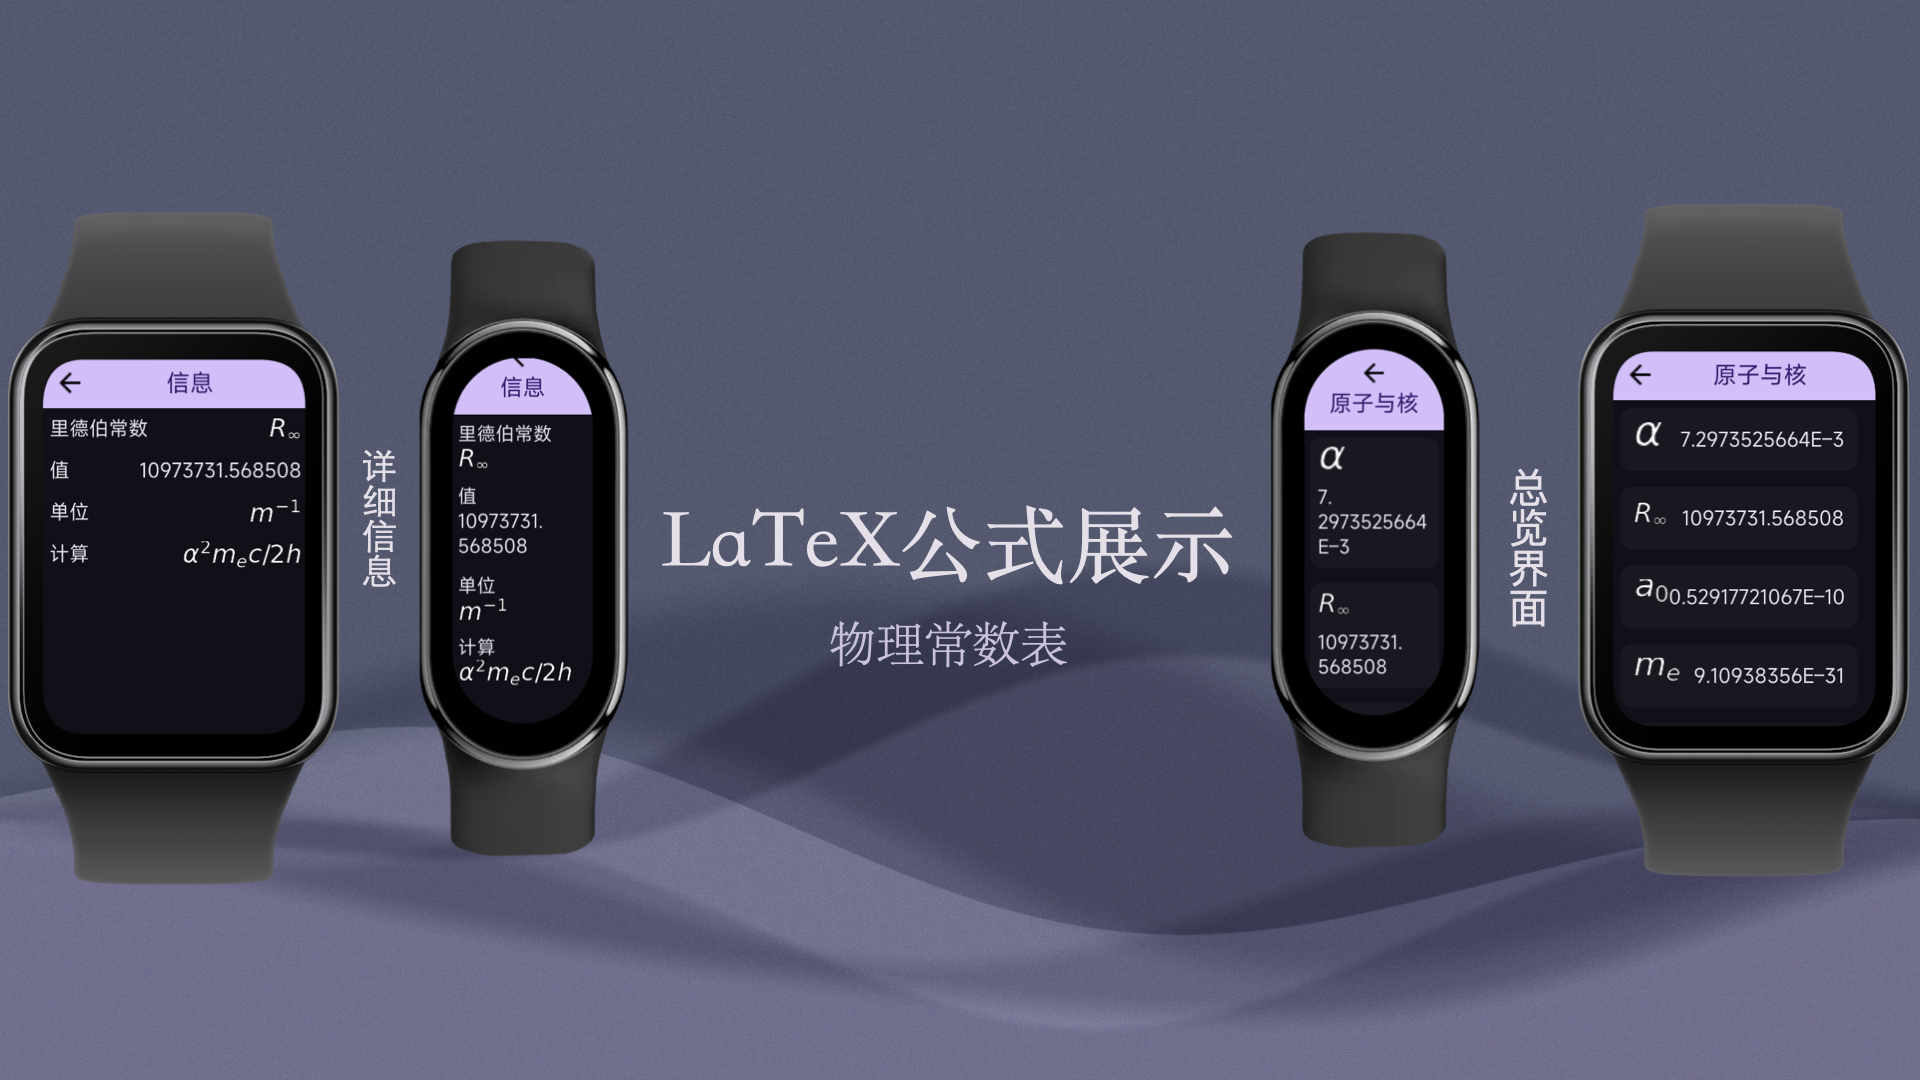 信息
里德伯常数 R∞
值 10973731.568508
单位 m⁻¹
计算 α²mₑc/2h
详细信息
信息
里德伯常数
R∞
值
10973731.
568508
单位
m⁻¹
计算
α²mₑc/2h
LaTeX公式展示
物理常数表
原子与核
α
7.
2973525664
E-3
R∞
10973731.
568508
总览界面
原子与核
α 7.2973525664E-3
R∞ 10973731.568508
a₀ 0.52917721067E-10
mₑ 9.10938356E-31